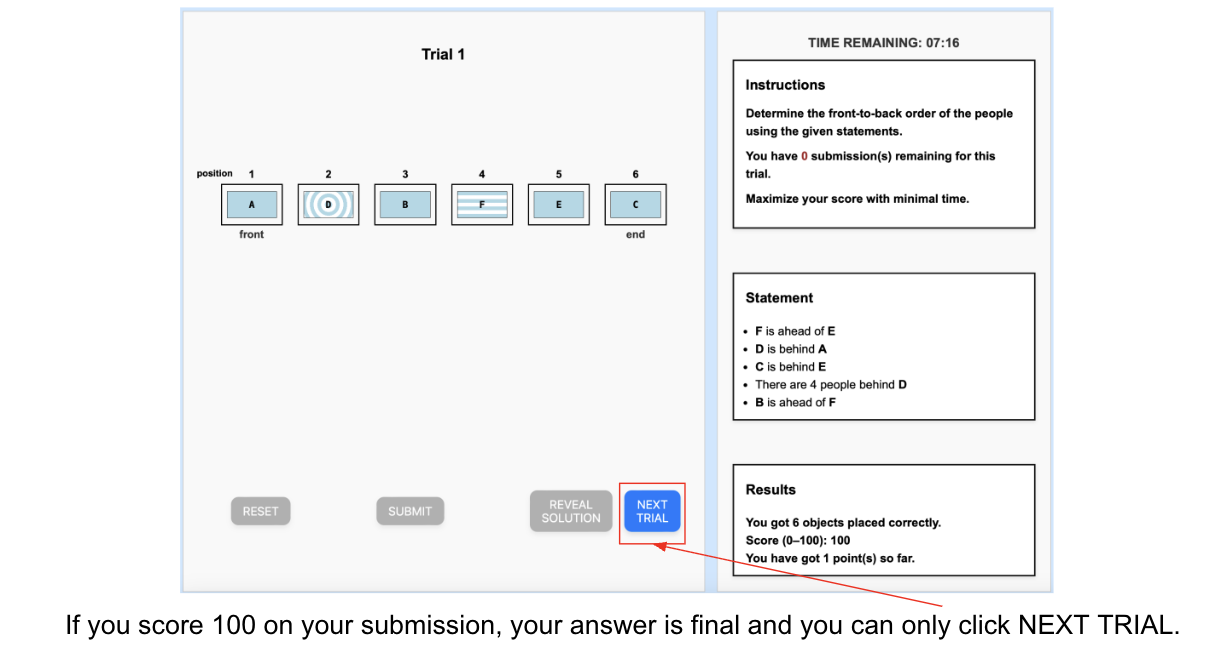 Trial 1
position 1 2 3 4 5 6
A D B F E C
front end
RESET
SUBMIT
REVEAL
SOLUTION
NEXT
TRIAL
TIME REMAINING: 07:16
Instructions
Determine the front-to-back order of the people
using the given statements.
You have 0 submission(s) remaining for this
trial.
Maximize your score with minimal time.
Statement
• F is ahead of E
• D is behind A
• C is behind E
• There are 4 people behind D
• B is ahead of F
Results
You got 6 objects placed correctly.
Score (0–100): 100
You have got 1 point(s) so far.
If you score 100 on your submission, your answer is final and you can only click NEXT TRIAL.